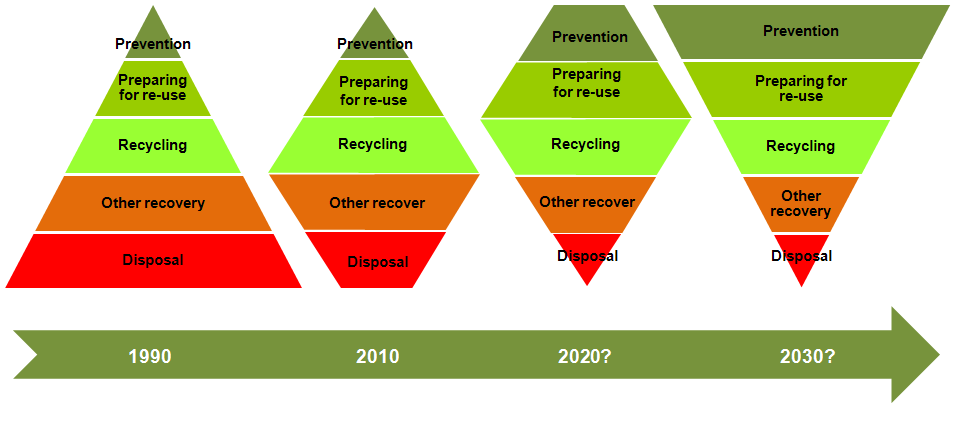 Prevention
Preparing
for re-use
Recycling
Other recovery
Disposal
Prevention
Preparing
for re-use
Recycling
Other recover
Disposal
Prevention
Preparing
for re-use
Recycling
Other recover
Disposal
Prevention
Preparing for
re-use
Recycling
Other
recovery
Disposal
1990
2010
2020?
2030?